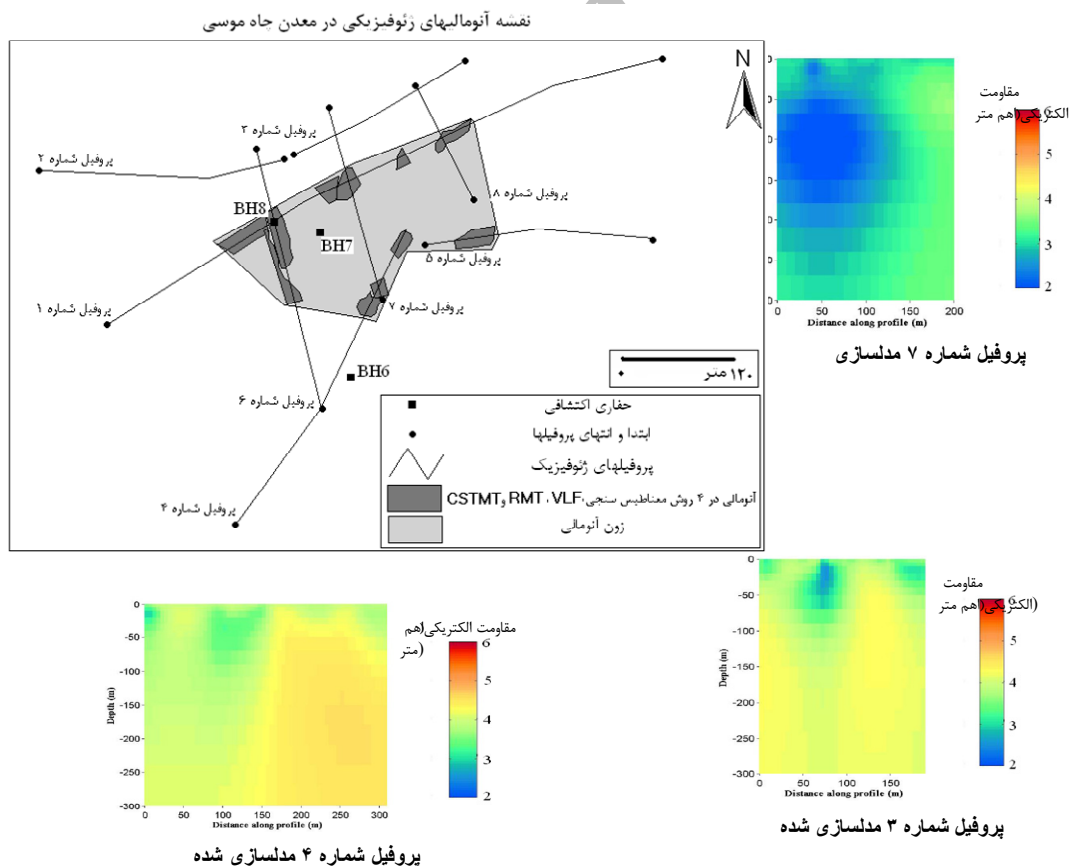 نقشه آنومالیهای ژئوفیزیکی در معدن چاه موسی
N
پروفیل شماره ۳
پروفیل شماره ۲
پروفیل شماره ۸
BH8
BH7
پروفیل شماره ۵
پروفیل شماره ۷
پروفیل شماره ۱
BH6
پروفیل شماره ۶
پروفیل شماره ۴
۱۲۰ متر
حفاری اکتشافی
ابتدا و انتهای پروفیلها
پروفیلهای ژئوفیزیک
آنومالی در ۴ روش مغناطیس سنجی،RMT ، VLF وCSTMT
زون آنومالی
0
0
0
0
0
0 50 100 150 200
Distance along profile (m)
مقاومت
الکتریکی(اهم متر
6
5
4
3
2
پروفیل شماره ۷ مدلسازی
0
-50
-100
-150
-200
-250
-300
Depth (m)
0 50 100 150 200 250 300
Distance along profile (m)
مقاومت الکتریکی(اهم
متر)
6
5
4
3
2
پروفیل شماره ۴ مدلسازی شده
0
-50
-100
-150
-200
-250
-300
Depth (m)
0 50 100 150
Distance along profile (m)
مقاومت
الکتریکی(اهم متر)
6
5
4
3
2
پروفیل شماره ۳ مدلسازی شده